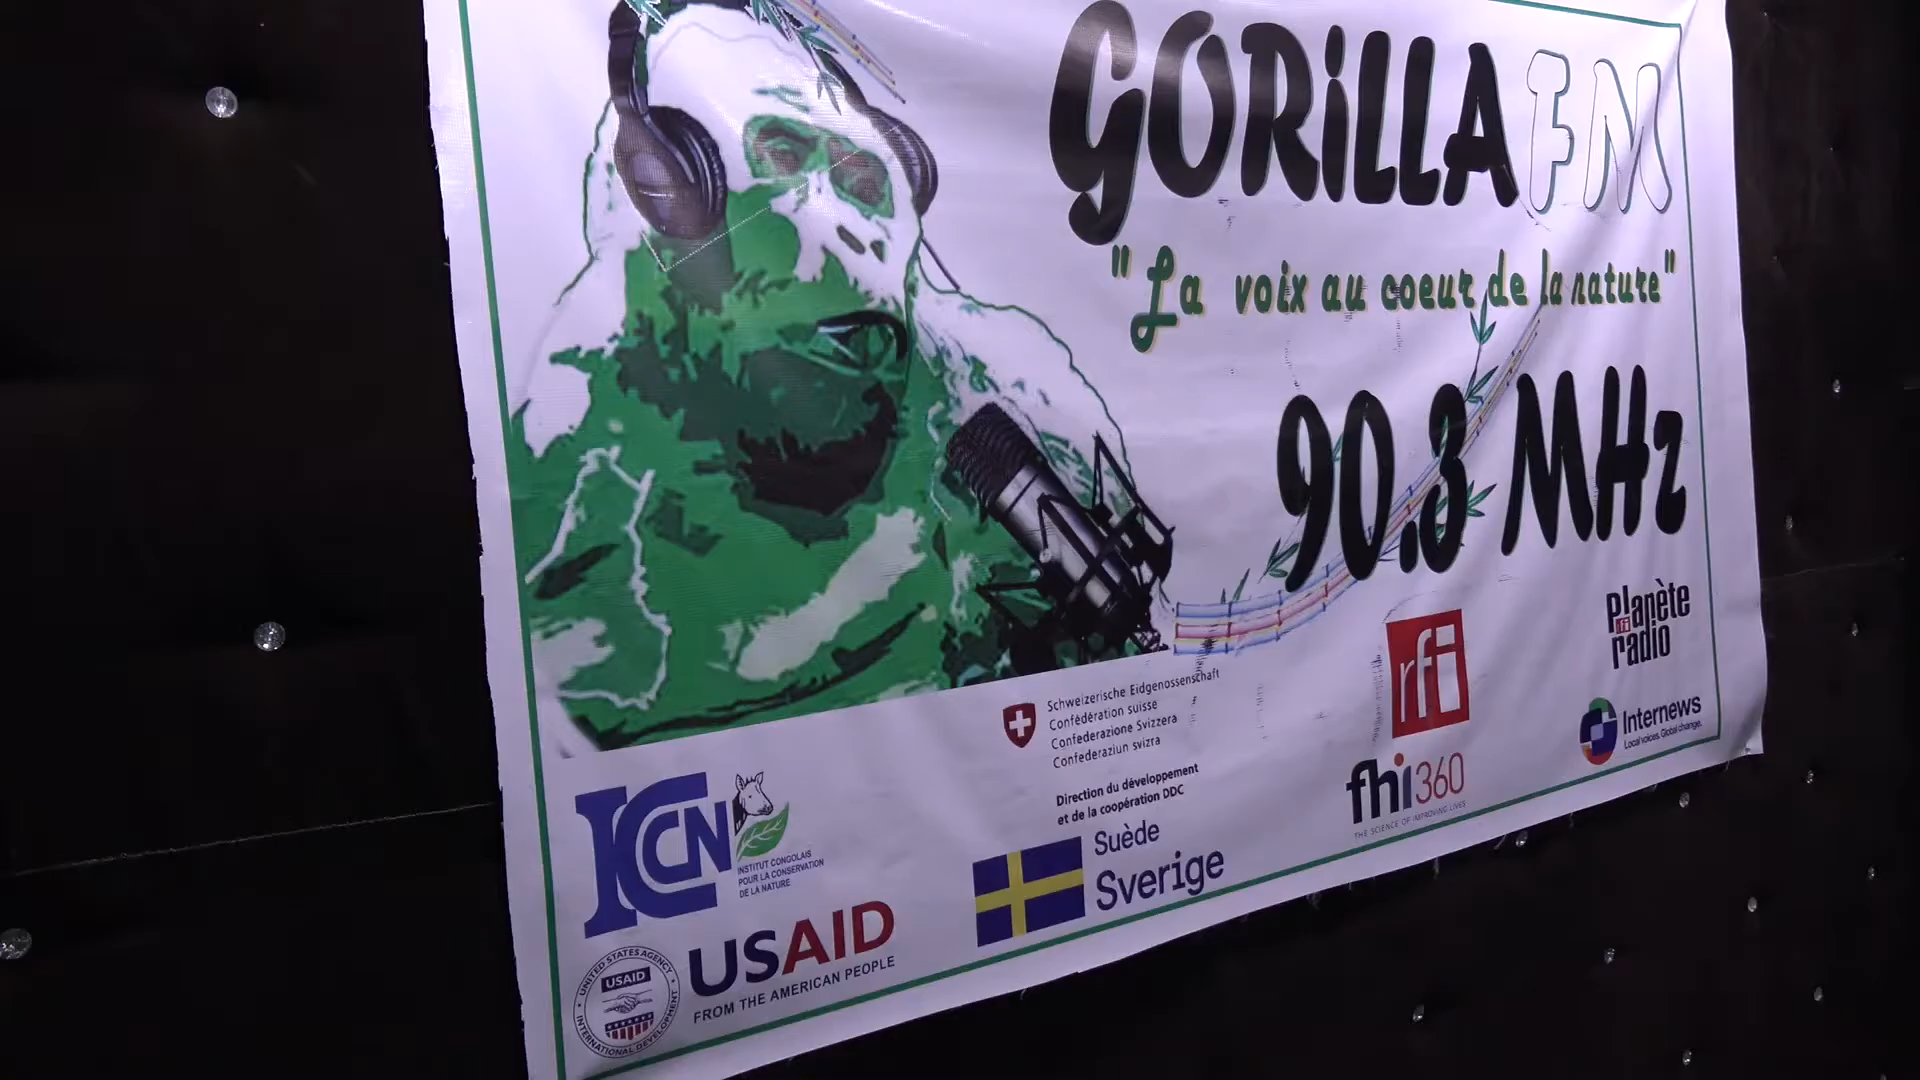 GORiLLA FM
"La voix au coeur de la nature"
90.3 MHz
Planète
rfi
radio
rfi
Schweizerische Eidgenossenschaft
Confédération suisse
Confederazione Svizzera
Confederaziun svizra
Direction du développement
et de la coopération DDC
Internews
Local voices. Global change.
fhi360
THE SCIENCE OF IMPROVING LIVES
ICCN
INSTITUT CONGOLAIS
POUR LA CONSERVATION
DE LA NATURE
Suède
Sverige
USAID
FROM THE AMERICAN PEOPLE
UNITED STATES AGENCY
USAID
INTERNATIONAL DEVELOPMENT